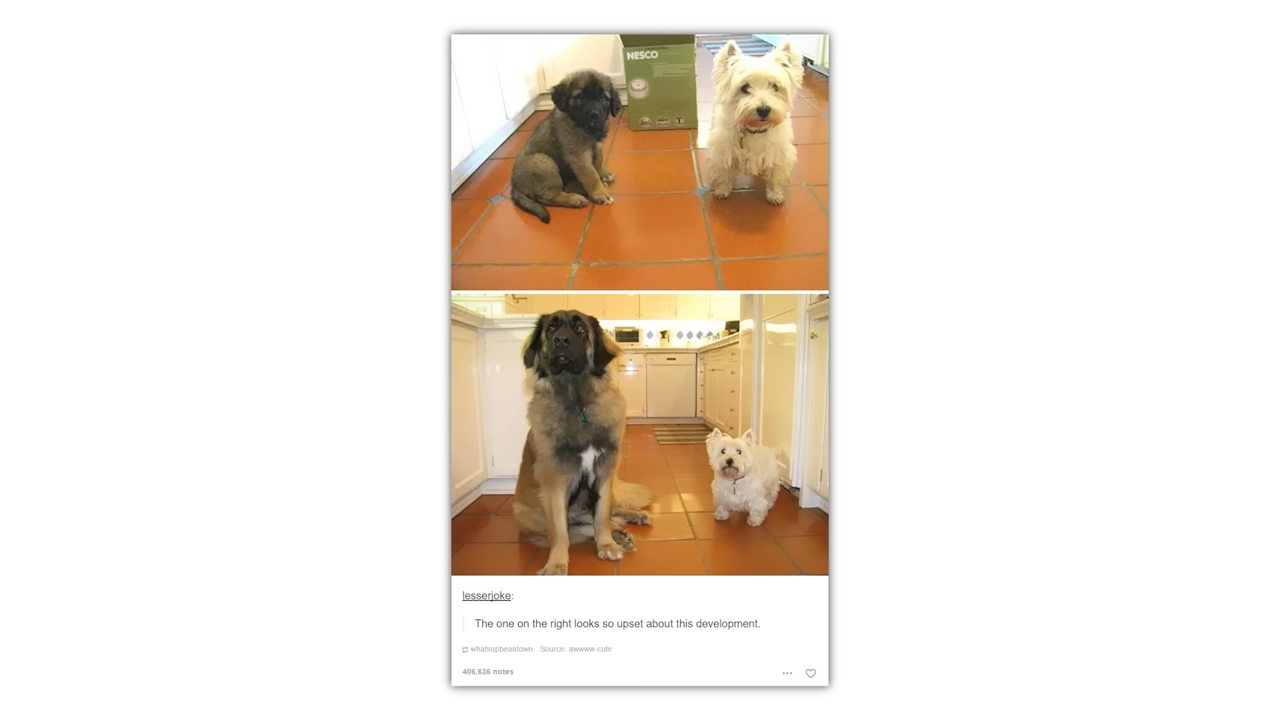 NESCO
lesserjoke:
The one on the right looks so upset about this development.
whatsupbeantown Source: awwww-cute
406,636 notes